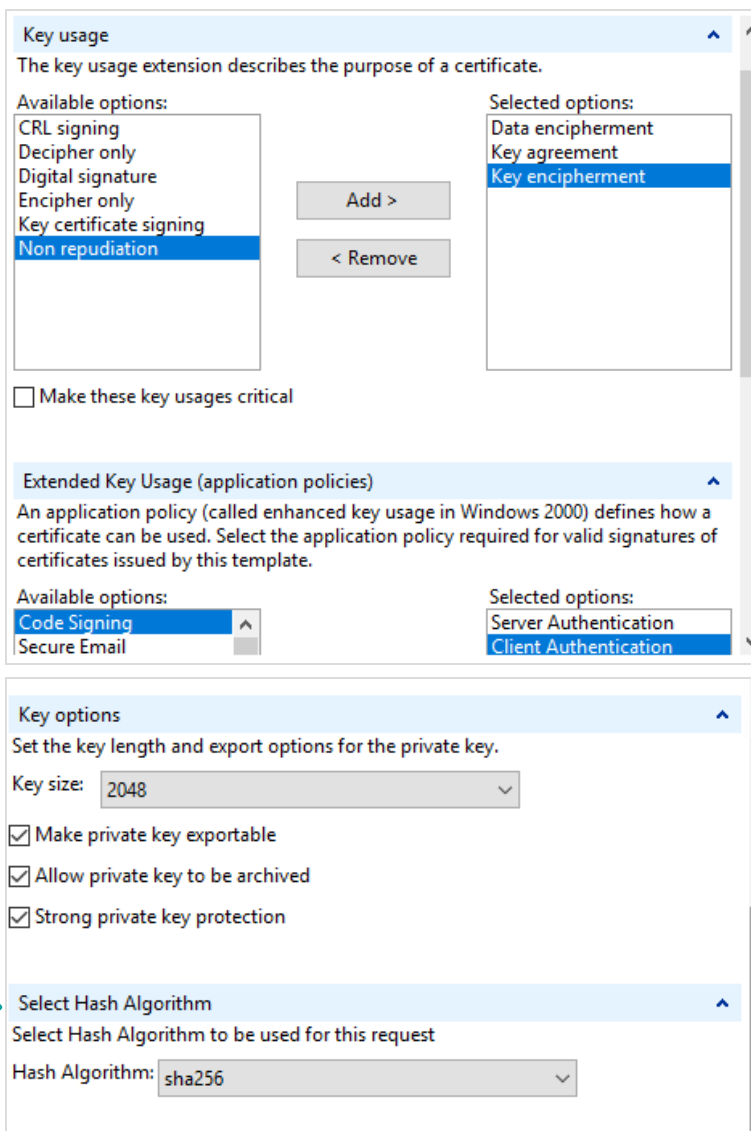 Key usage
The key usage extension describes the purpose of a certificate.
Available options:
CRL signing
Decipher only
Digital signature
Encipher only
Key certificate signing
Non repudiation
Add >
< Remove
Selected options:
Data encipherment
Key agreement
Key encipherment
Make these key usages critical
Extended Key Usage (application policies)
An application policy (called enhanced key usage in Windows 2000) defines how a
certificate can be used. Select the application policy required for valid signatures of
certificates issued by this template.
Available options:
Code Signing
Secure Email
Selected options:
Server Authentication
Client Authentication
Key options
Set the key length and export options for the private key.
Key size: 2048
Make private key exportable
Allow private key to be archived
Strong private key protection
Select Hash Algorithm
Select Hash Algorithm to be used for this request
Hash Algorithm: sha256